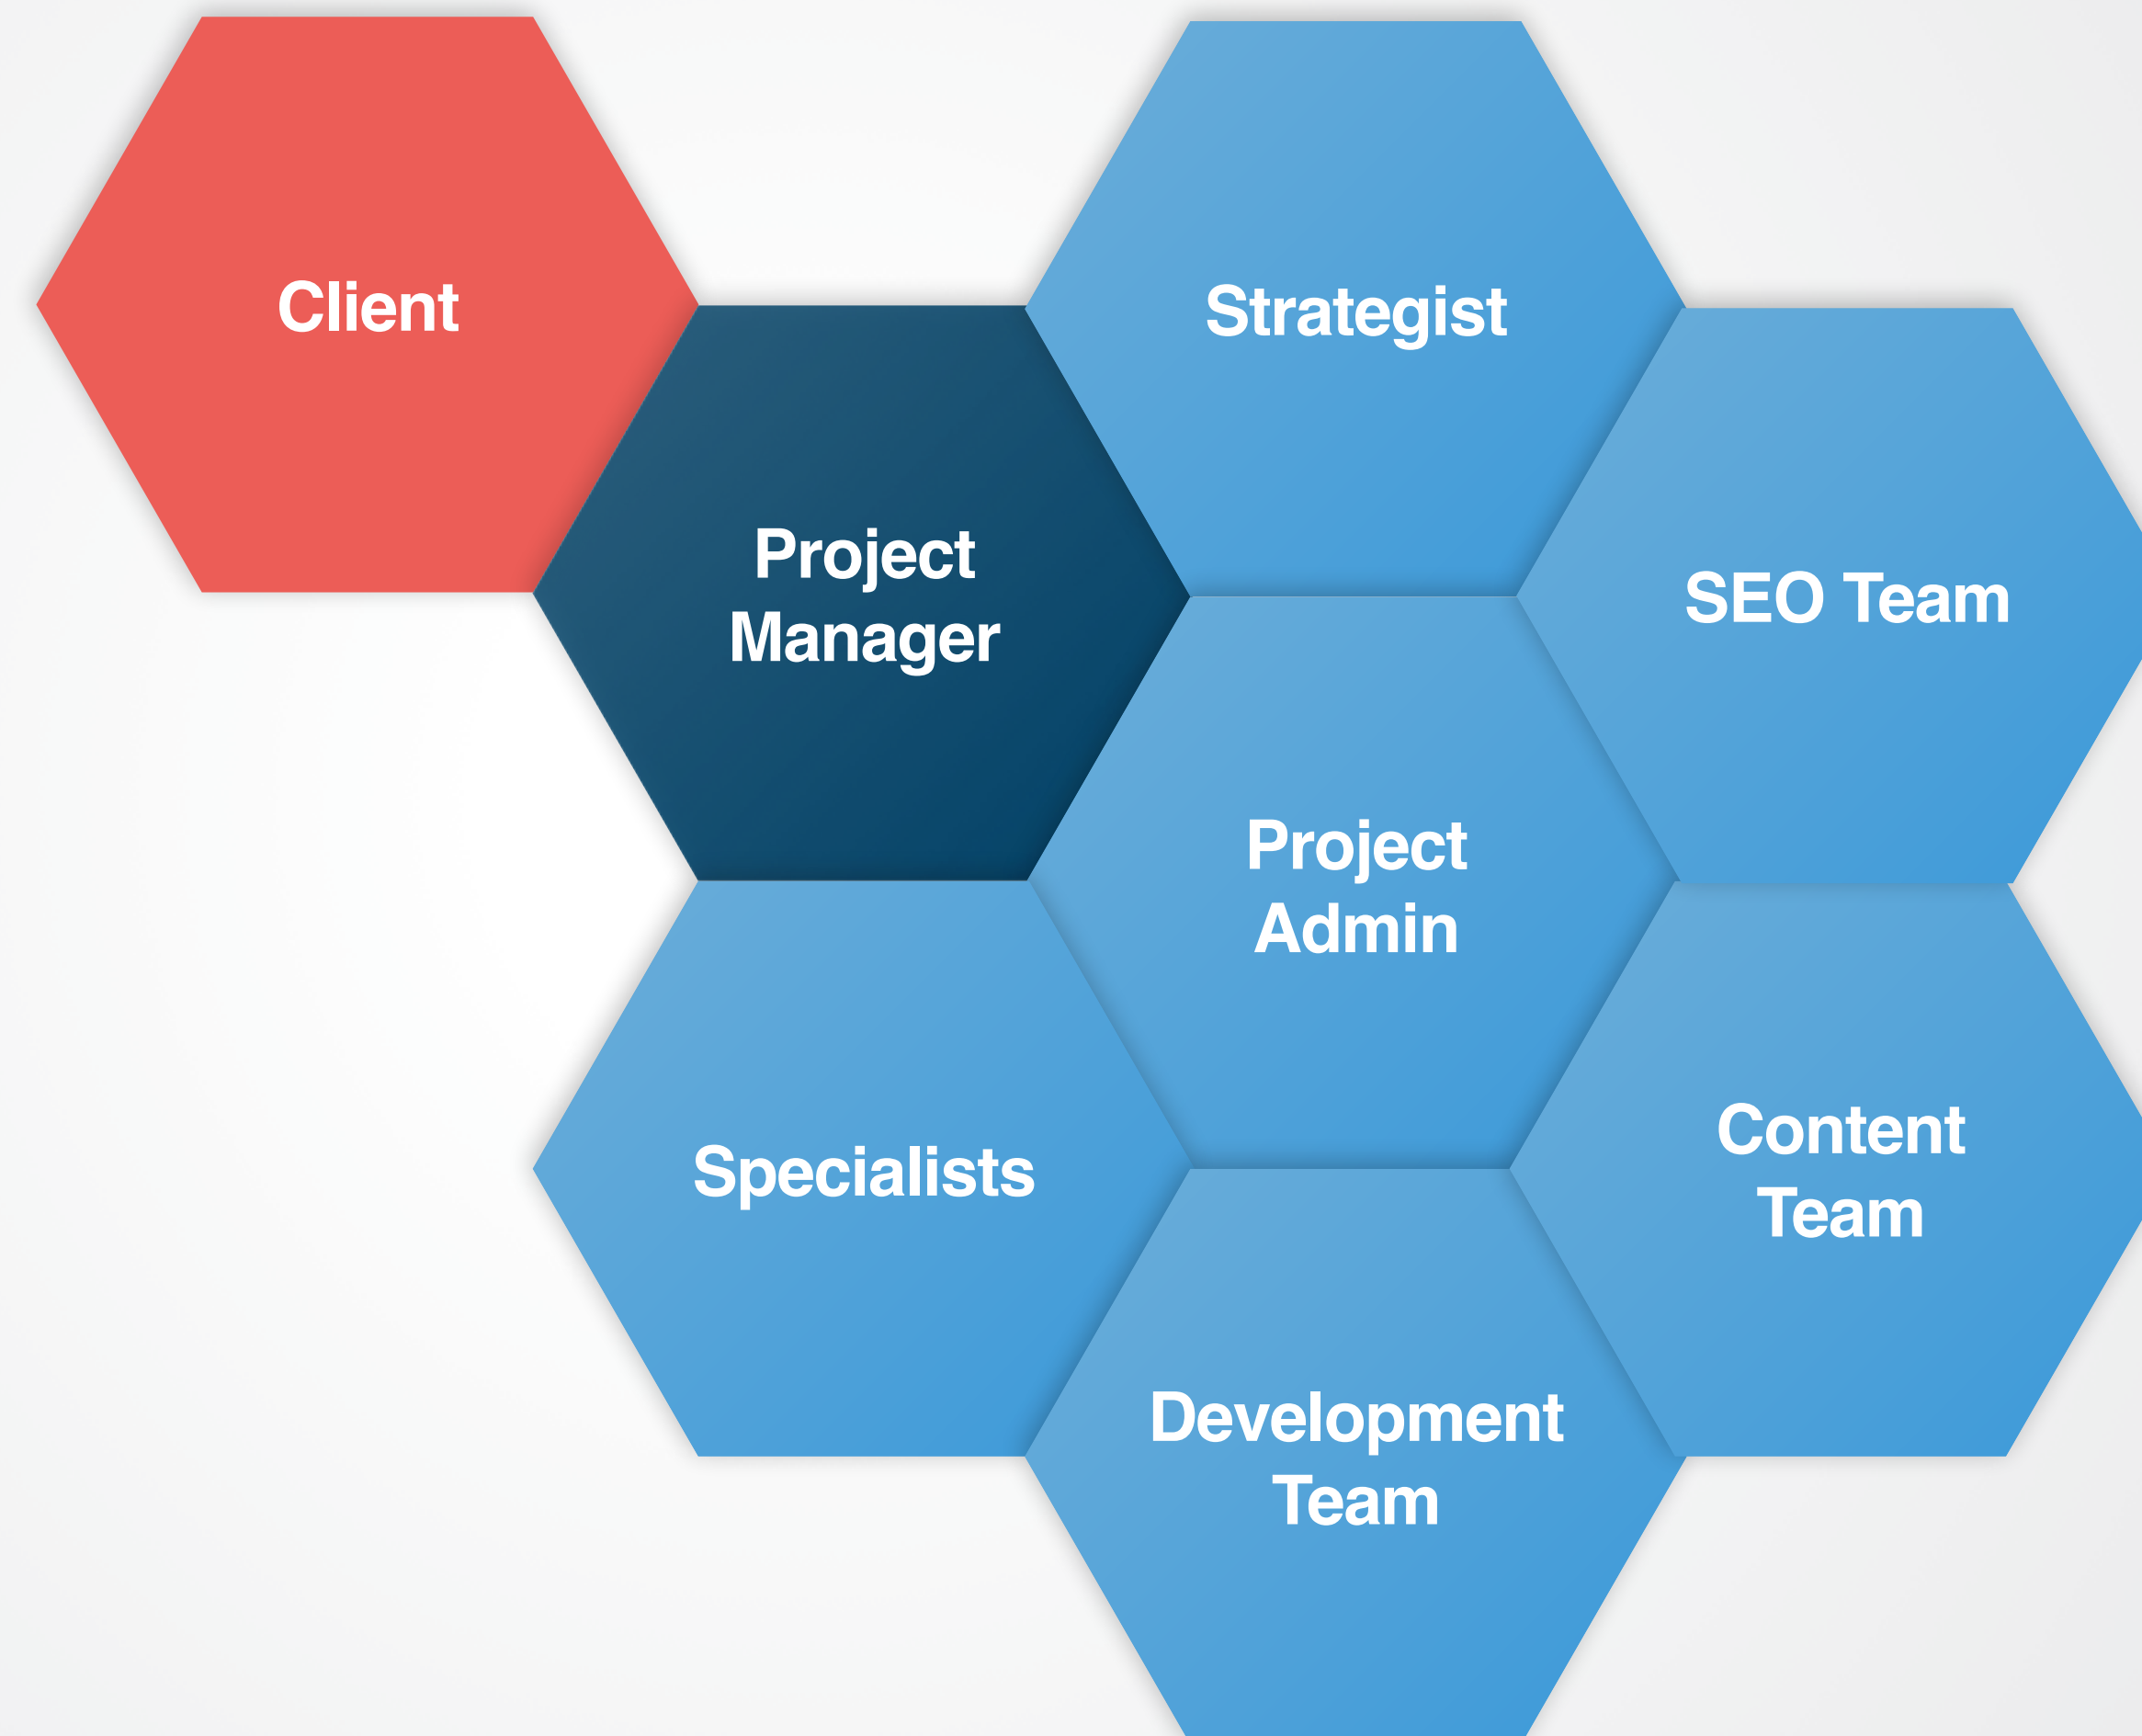 Client
Strategist
Project
Manager
SEO Team
Project
Admin
Specialists
Content
Team
Development
Team